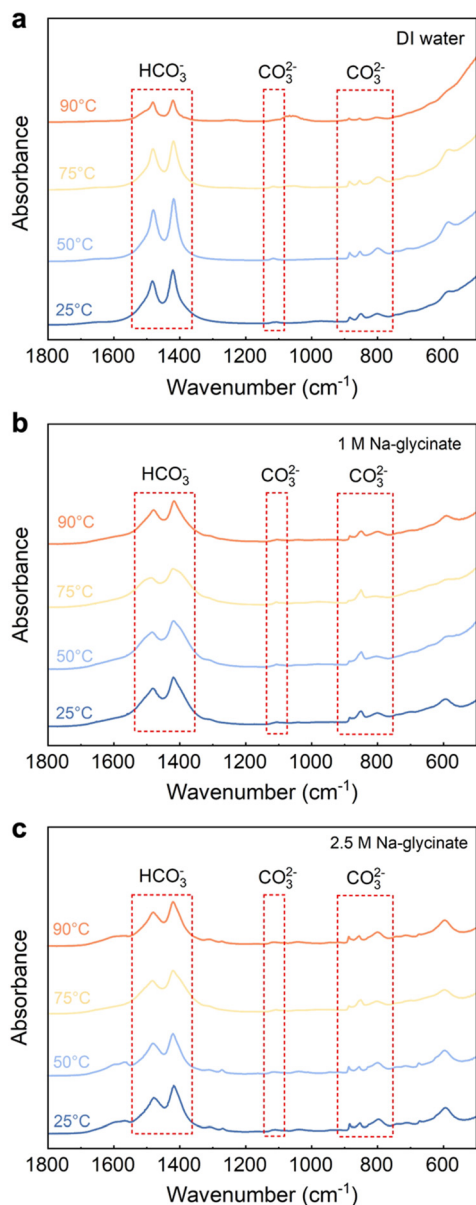 a
DI water
HCO₃⁻ CO₃²⁻ CO₃²⁻
90°C
75°C
50°C
25°C
Absorbance
1800 1600 1400 1200 1000 800 600
Wavenumber (cm⁻¹)
b
1 M Na-glycinate
HCO₃⁻ CO₃²⁻ CO₃²⁻
90°C
75°C
50°C
25°C
Absorbance
1800 1600 1400 1200 1000 800 600
Wavenumber (cm⁻¹)
c
2.5 M Na-glycinate
HCO₃⁻ CO₃²⁻ CO₃²⁻
90°C
75°C
50°C
25°C
Absorbance
1800 1600 1400 1200 1000 800 600
Wavenumber (cm⁻¹)